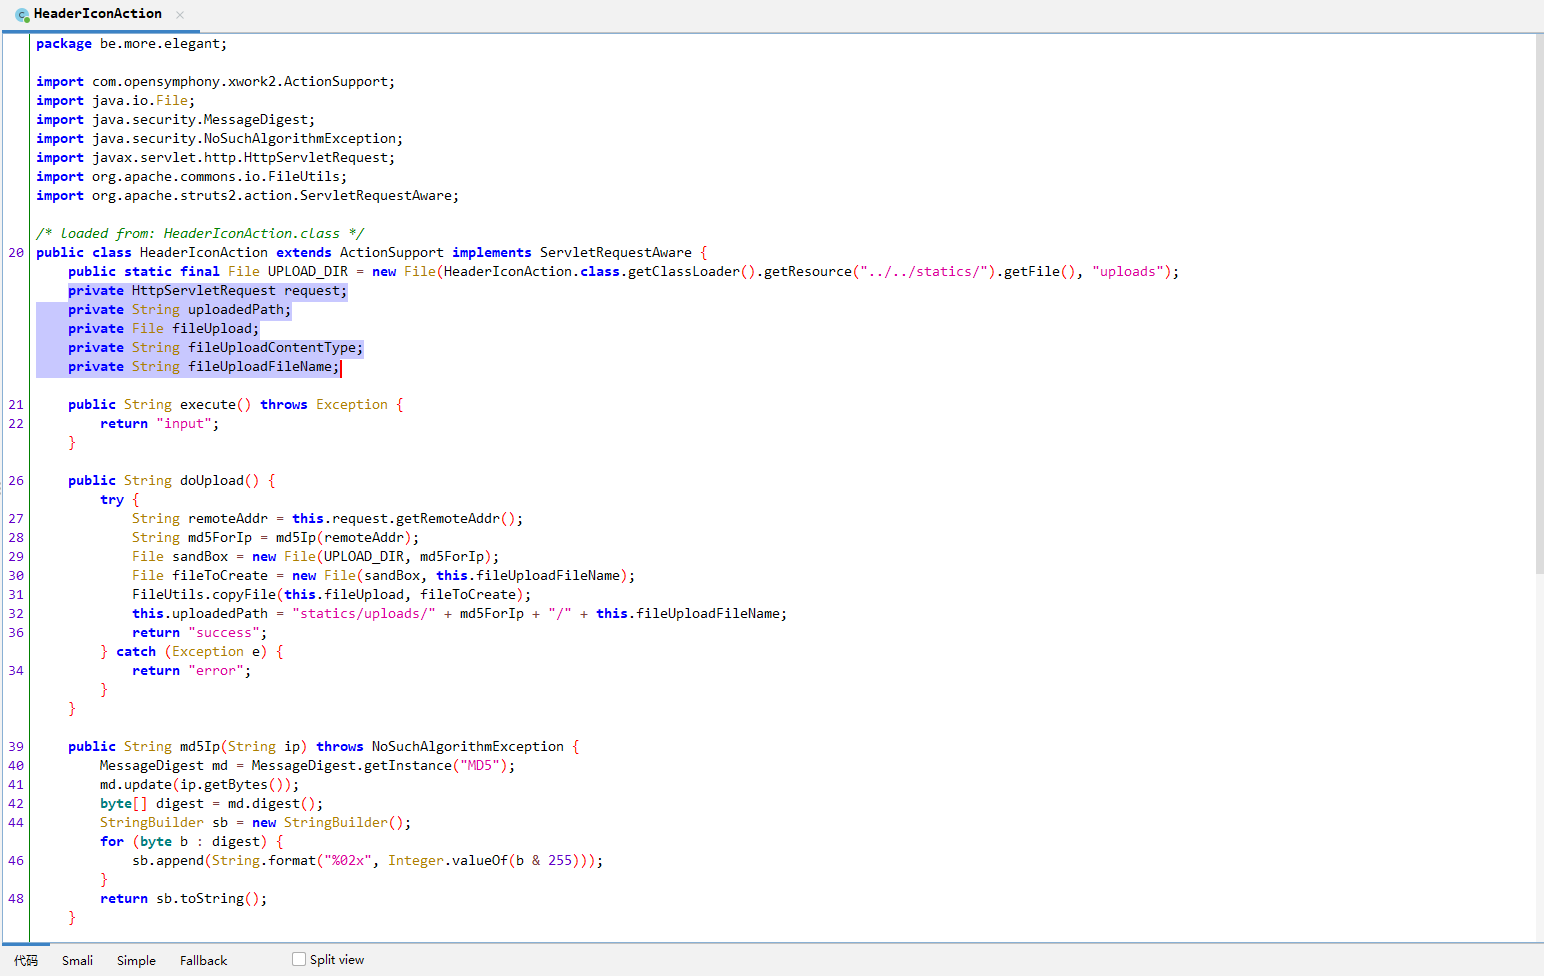 HeaderIconAction
package be.more.elegant;
import com.opensymphony.xwork2.ActionSupport;
import java.io.File;
import java.security.MessageDigest;
import java.security.NoSuchAlgorithmException;
import javax.servlet.http.HttpServletRequest;
import org.apache.commons.io.FileUtils;
import org.apache.struts2.action.ServletRequestAware;
/* loaded from: HeaderIconAction.class */
20 public class HeaderIconAction extends ActionSupport implements ServletRequestAware {
public static final File UPLOAD_DIR = new File(HeaderIconAction.class.getClassLoader().getResource("../../statics/").getFile(), "uploads");
private HttpServletRequest request;
private String uploadedPath;
private File fileUpload;
private String fileUploadContentType;
private String fileUploadFileName;
21 public String execute() throws Exception {
22 return "input";
}
26 public String doUpload() {
try {
27 String remoteAddr = this.request.getRemoteAddr();
28 String md5ForIp = md5Ip(remoteAddr);
29 File sandBox = new File(UPLOAD_DIR, md5ForIp);
30 File fileToCreate = new File(sandBox, this.fileUploadFileName);
31 FileUtils.copyFile(this.fileUpload, fileToCreate);
32 this.uploadedPath = "statics/uploads/" + md5ForIp + "/" + this.fileUploadFileName;
36 return "success";
} catch (Exception e) {
34 return "error";
}
}
39 public String md5Ip(String ip) throws NoSuchAlgorithmException {
40 MessageDigest md = MessageDigest.getInstance("MD5");
41 md.update(ip.getBytes());
42 byte[] digest = md.digest();
44 StringBuilder sb = new StringBuilder();
for (byte b : digest) {
46 sb.append(String.format("%02x", Integer.valueOf(b & 255)));
}
48 return sb.toString();
}
代码 Smali Simple Fallback Split view